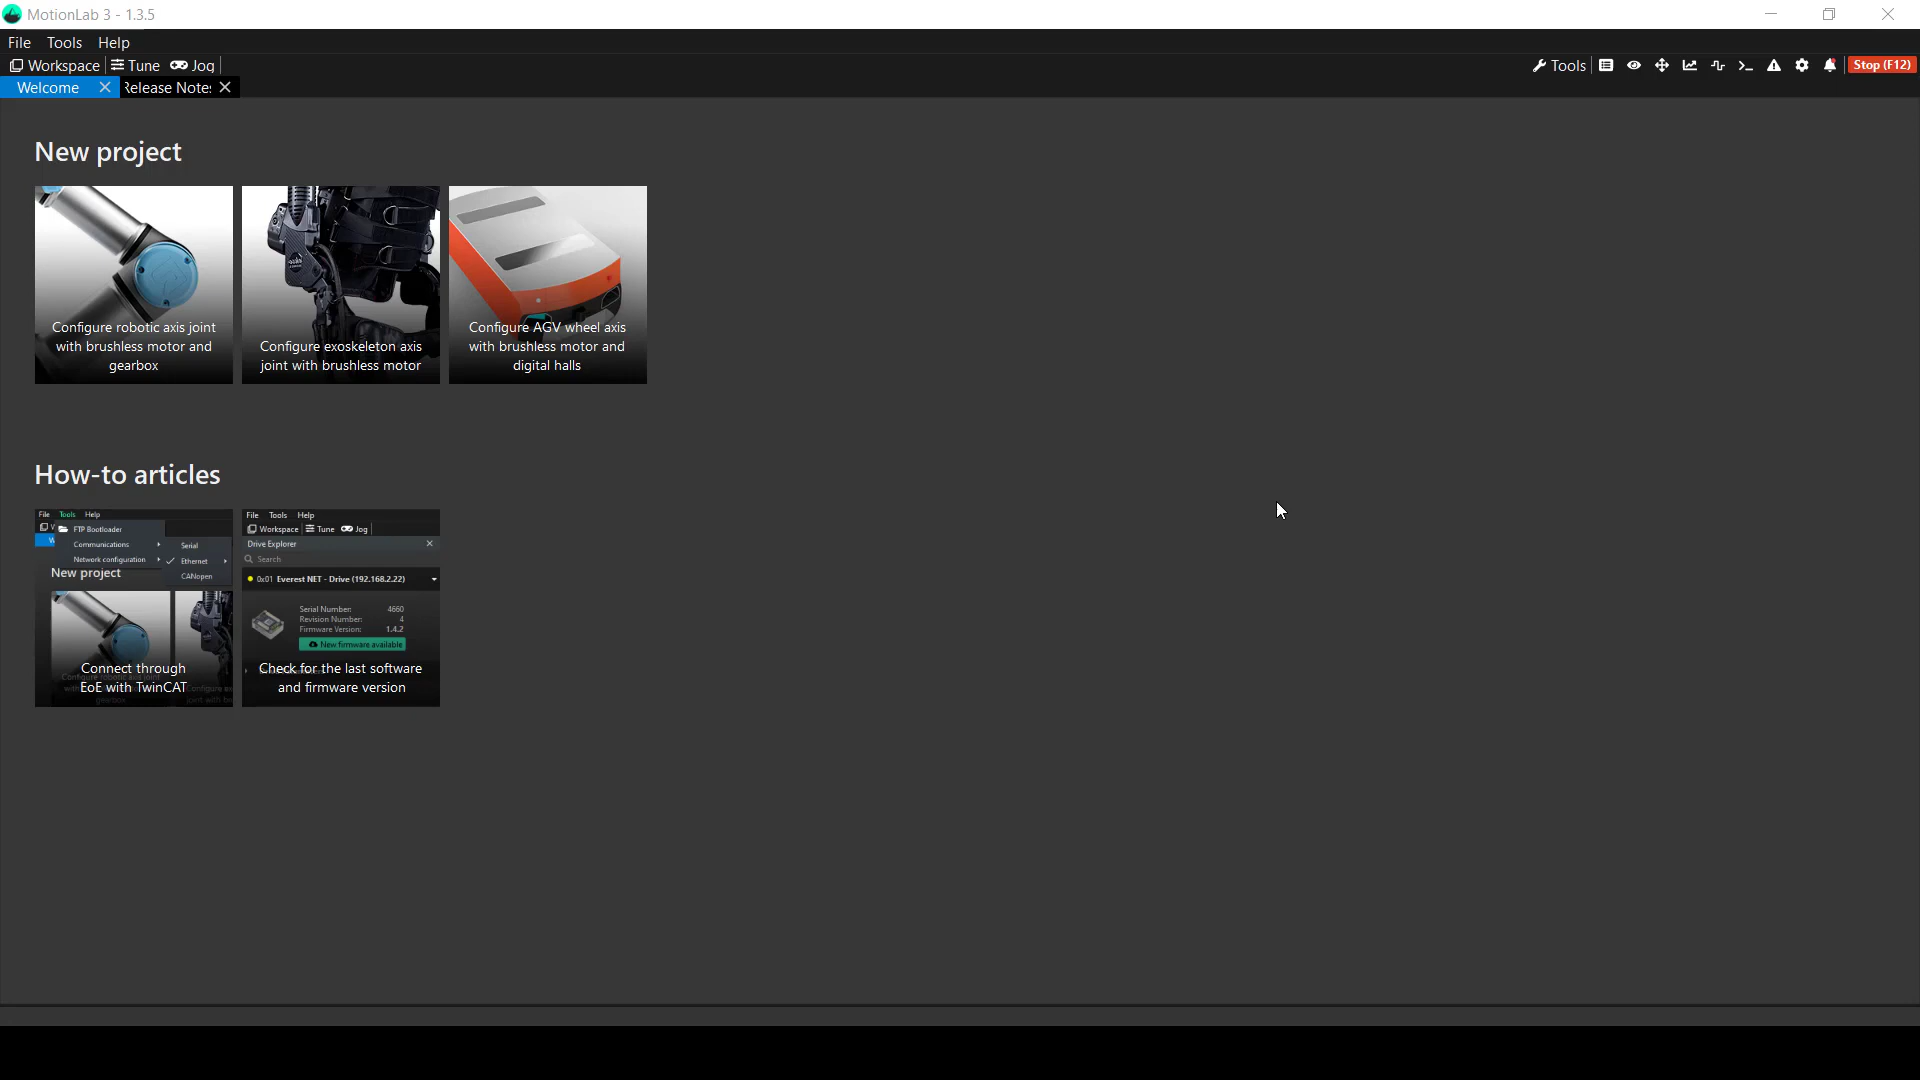 MotionLab 3 - 1.3.5
File Tools Help
Workspace Tune Jog
Tools Stop (F12)
Welcome
Release Notes
New project
Configure robotic axis joint
with brushless motor and
gearbox
Configure exoskeleton axis
joint with brushless motor
Configure AGV wheel axis
with brushless motor and
digital halls
How-to articles
File Tools Help
FTP Bootloader
Communications
Network configuration
Serial
Ethernet
CANopen
New project
Connect through
EoE with TwinCAT
File Tools Help
Workspace Tune Jog
Drive Explorer
Search
0x01 Everest NET - Drive (192.168.2.22)
Serial Number: 4660
Revision Number: 4
Firmware Version: 1.4.2
New firmware available
Check for the last software
and firmware version